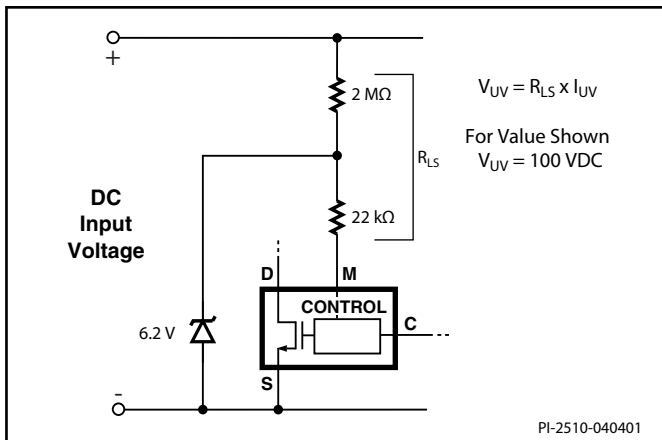 +
2 MΩ
V_UV = R_LS x I_UV
For Value Shown
V_UV = 100 VDC
R_LS
DC
Input
Voltage
22 kΩ
D
M
CONTROL
C
6.2 V
S
-
PI-2510-040401